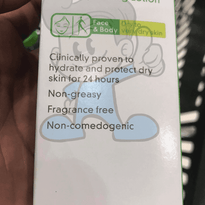 Face
& Body
Clinically proven to
hydrate and protect dry
skin for 24 hours
Non-greasy
Fragrance free
Non-comedogenic